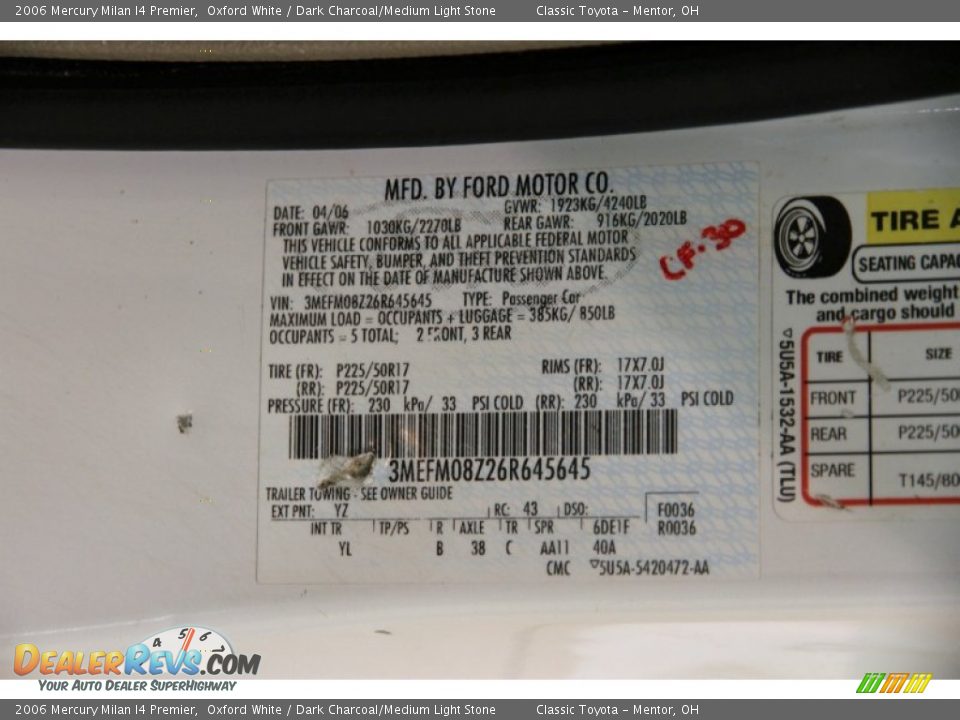 2006 Mercury Milan I4 Premier, Oxford White / Dark Charcoal/Medium Light Stone Classic Toyota – Mentor, OH
MFD. BY FORD MOTOR CO.
DATE: 04/06 GVWR: 1923KG/4240LB
FRONT GAWR: 1030KG/2270LB REAR GAWR: 916KG/2020LB
THIS VEHICLE CONFORMS TO ALL APPLICABLE FEDERAL MOTOR
VEHICLE SAFETY, BUMPER, AND THEFT PREVENTION STANDARDS
IN EFFECT ON THE DATE OF MANUFACTURE SHOWN ABOVE.
CF-30
VIN: 3MEFM08Z26R645645 TYPE: Passenger Car
MAXIMUM LOAD = OCCUPANTS + LUGGAGE = 385KG/ 850LB
OCCUPANTS = 5 TOTAL; 2 FRONT, 3 REAR
TIRE (FR): P225/50R17 RIMS (FR): 17X7.0J
(RR): P225/50R17 (RR): 17X7.0J
PRESSURE (FR): 230 kPa/ 33 PSI COLD (RR): 230 kPa/ 33 PSI COLD
3MEFM08Z26R645645
TRAILER TOWING - SEE OWNER GUIDE
EXT PNT: YZ RC: 43 DSO: F0036
INT TR TP/PS R AXLE TR SPR 6DE1F R0036
YL B 38 C AA11 40A
CMC ▽5U5A-5420472-AA
TIRE A
SEATING CAPAC
The combined weight
and cargo should
▽5U5A-1532-AA (TLU)
TIRE SIZE
FRONT P225/50
REAR P225/50
SPARE T145/80
4 5 6
DEALERREVS.COM
YOUR AUTO DEALER SUPERHIGHWAY
2006 Mercury Milan I4 Premier, Oxford White / Dark Charcoal/Medium Light Stone Classic Toyota – Mentor, OH